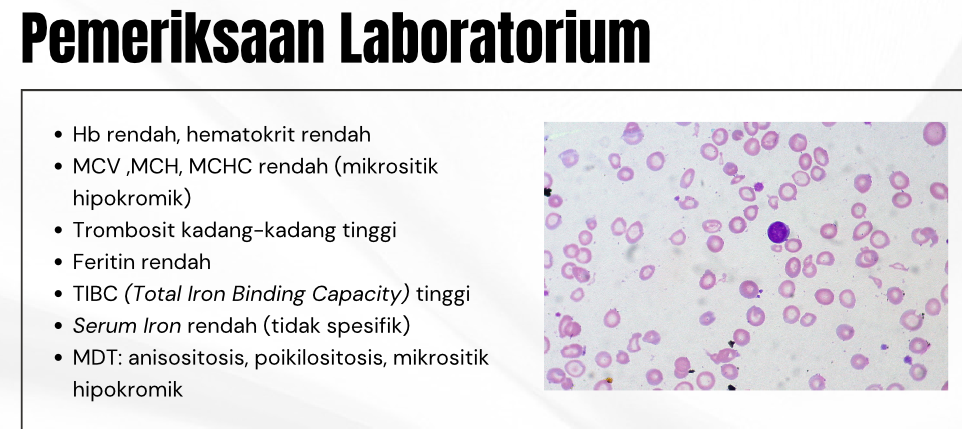 Pemeriksaan Laboratorium
• Hb rendah, hematokrit rendah
• MCV ,MCH, MCHC rendah (mikrositik
hipokromik)
• Trombosit kadang-kadang tinggi
• Feritin rendah
• TIBC (Total Iron Binding Capacity) tinggi
• Serum Iron rendah (tidak spesifik)
• MDT: anisositosis, poikilositosis, mikrositik
hipokromik